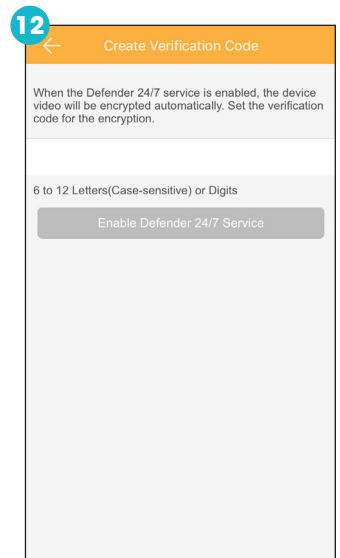 12
Create Verification Code
When the Defender 24/7 service is enabled, the device
video will be encrypted automatically. Set the verification
code for the encryption.
6 to 12 Letters(Case-sensitive) or Digits
Enable Defender 24/7 Service